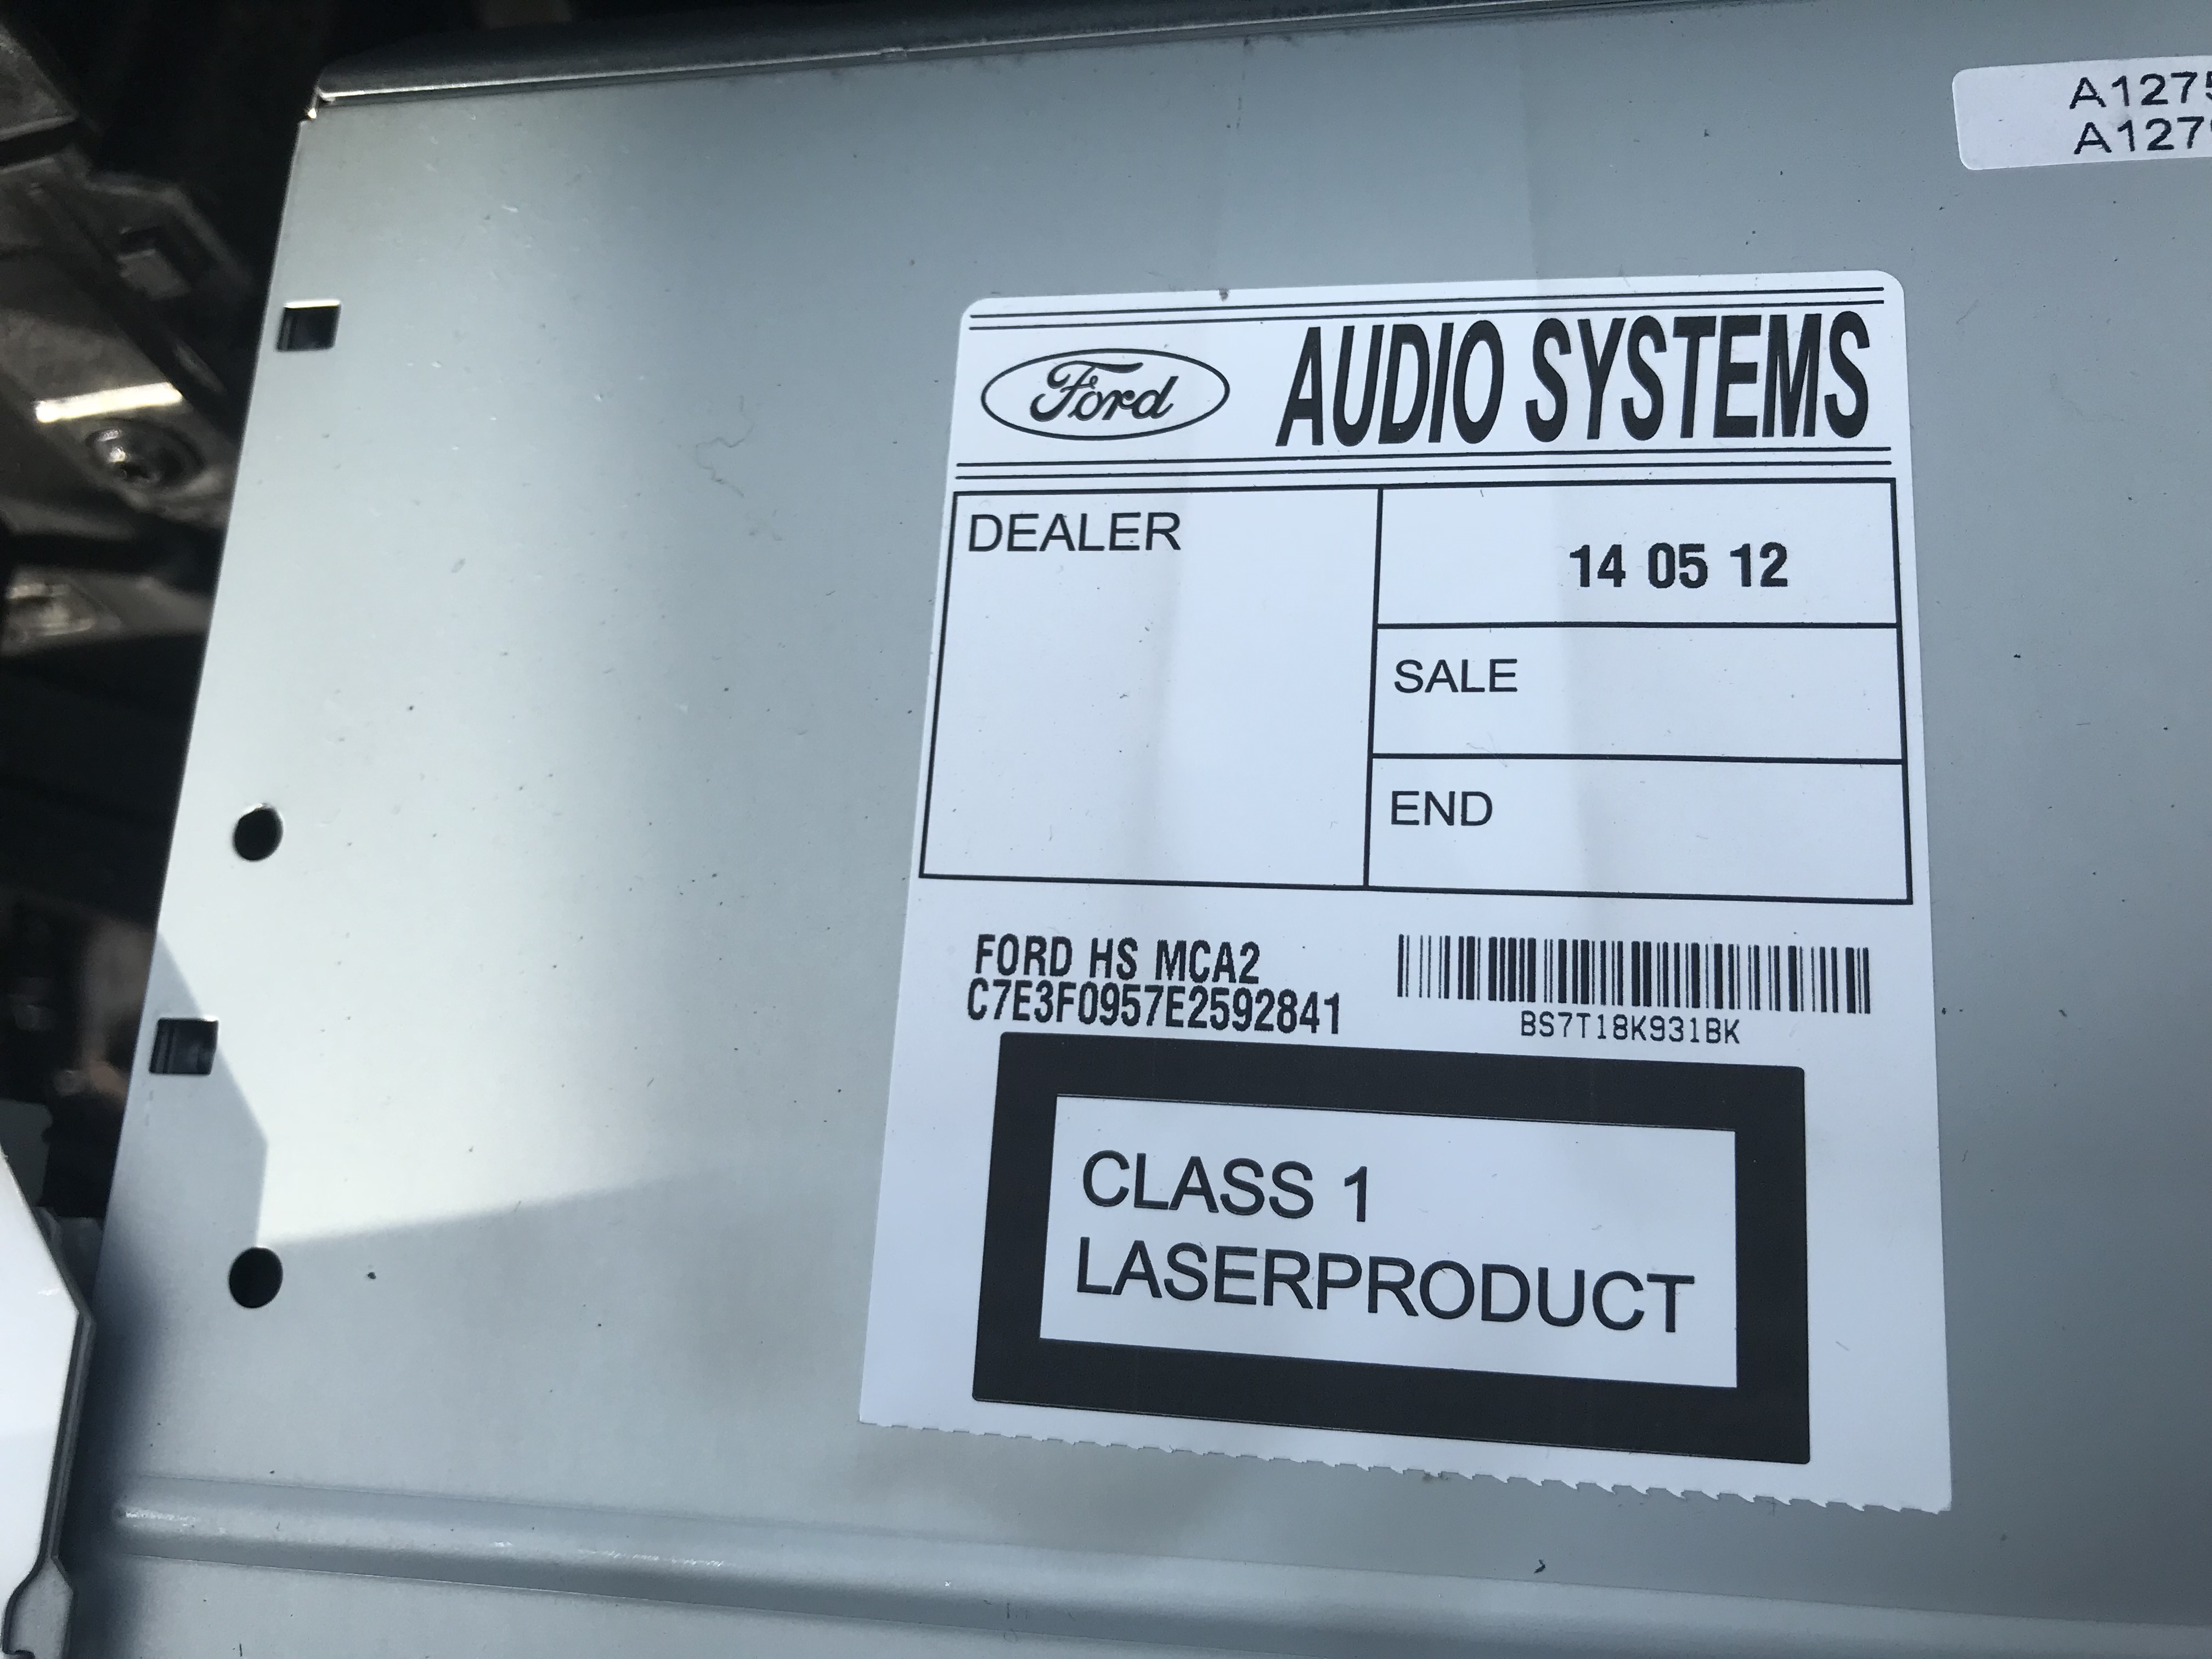 A1275
A127
Ford AUDIO SYSTEMS
DEALER
14 05 12
SALE
END
FORD HS MCA2
C7E3F0957E2592841
BS7T18K931BK
CLASS 1
LASERPRODUCT